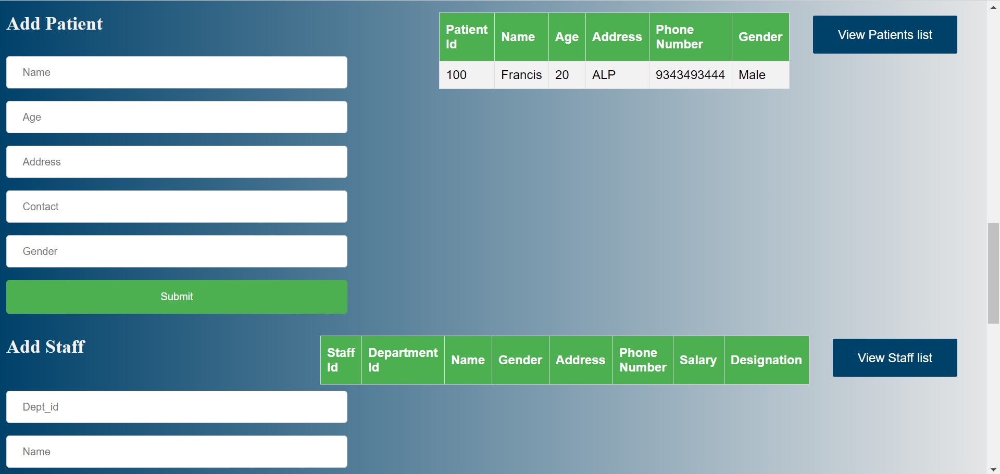 Add Patient
Name
Age
Address
Contact
Gender
Submit
Patient Name Age Address Phone Gender
Id Number
100 Francis 20 ALP 9343493444 Male
View Patients list
Add Staff
Staff Department Name Gender Address Phone Salary Designation
Id Id Number
View Staff list
Dept_id
Name